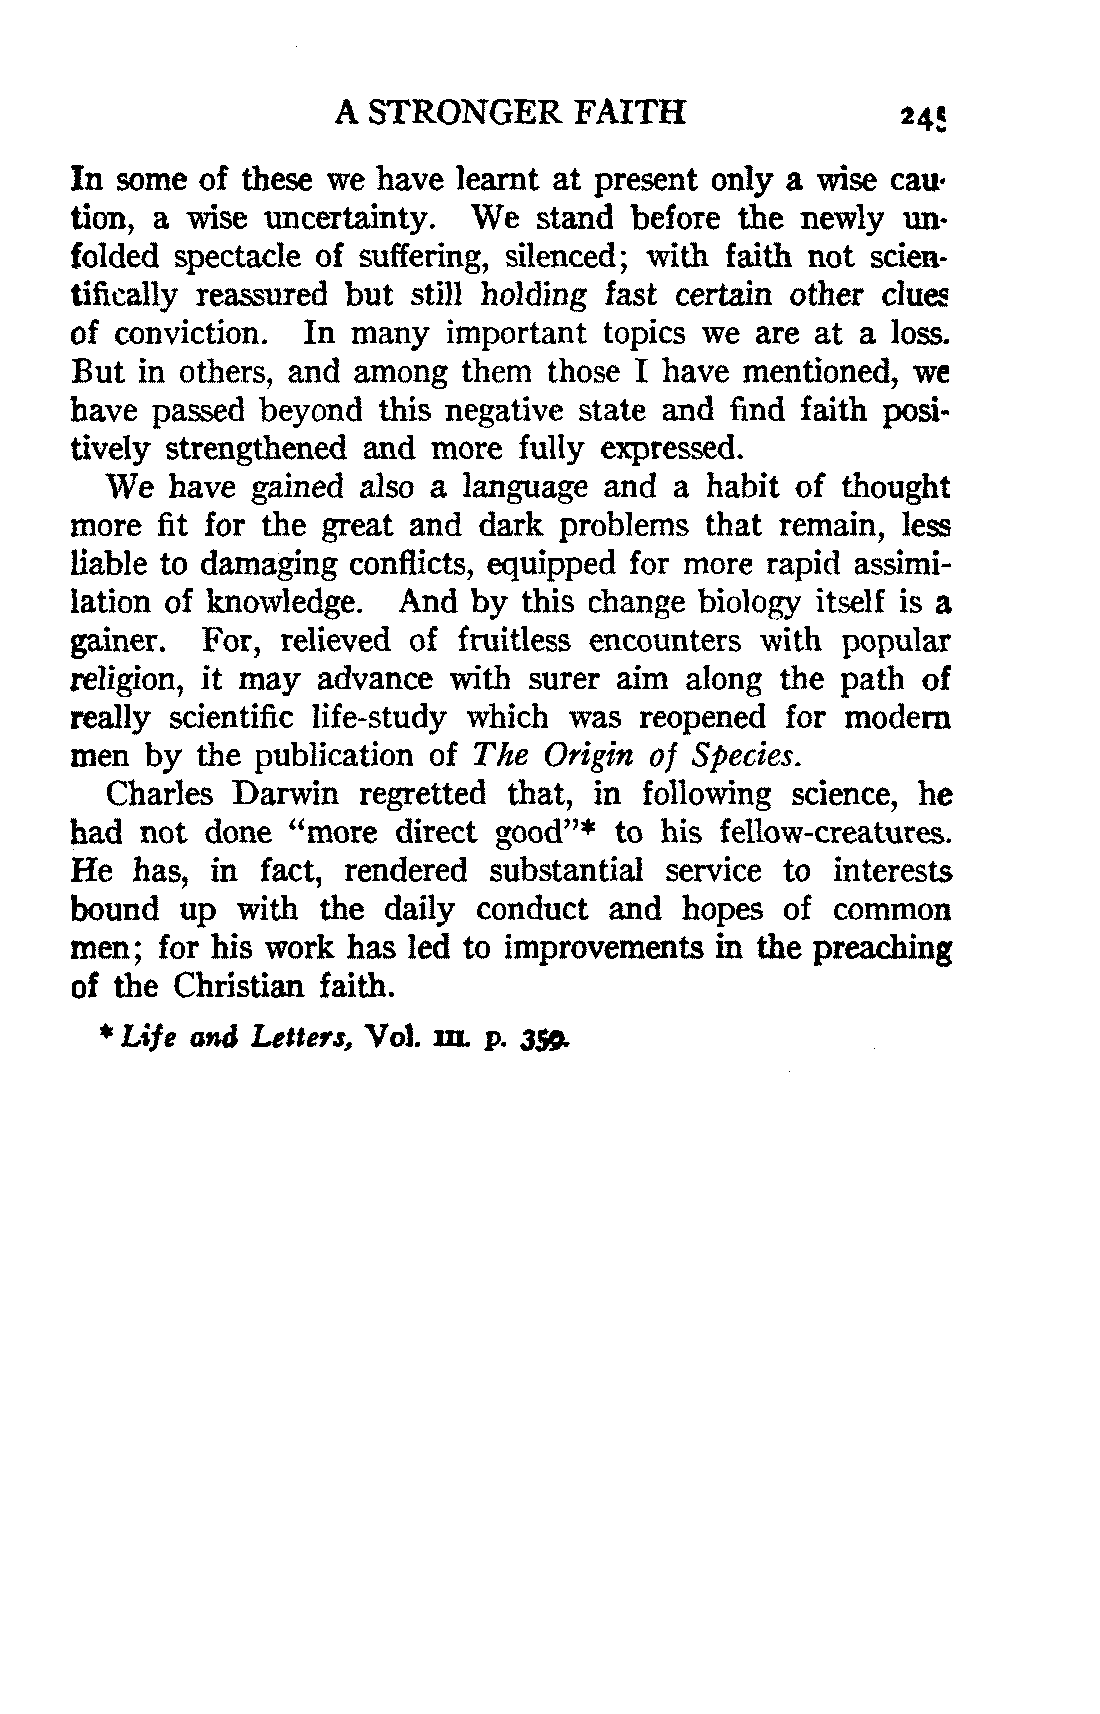 A STRONGER FAITH 245
In some of these we have learnt at present only a wise cau-
tion, a wise uncertainty. We stand before the newly un-
folded spectacle of suffering, silenced; with faith not scien-
tifically reassured but still holding fast certain other clues
of conviction. In many important topics we are at a loss.
But in others, and among them those I have mentioned, we
have passed beyond this negative state and find faith posi-
tively strengthened and more fully expressed.
We have gained also a language and a habit of thought
more fit for the great and dark problems that remain, less
liable to damaging conflicts, equipped for more rapid assimi-
lation of knowledge. And by this change biology itself is a
gainer. For, relieved of fruitless encounters with popular
religion, it may advance with surer aim along the path of
really scientific life-study which was reopened for modern
men by the publication of The Origin of Species.
Charles Darwin regretted that, in following science, he
had not done “more direct good”* to his fellow-creatures.
He has, in fact, rendered substantial service to interests
bound up with the daily conduct and hopes of common
men; for his work has led to improvements in the preaching
of the Christian faith.
* Life and Letters, Vol. III. p. 359.